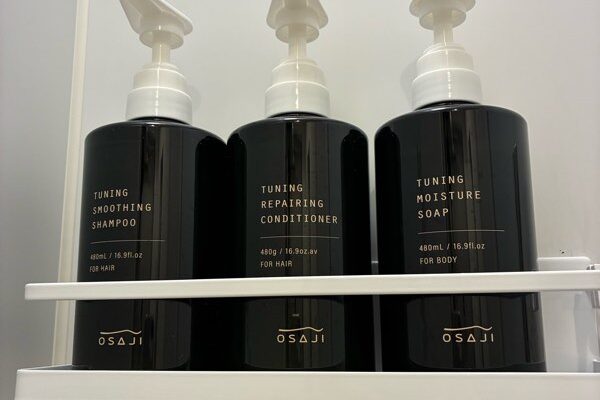 TUNING
SMOOTHING
SHAMPOO
480mL / 16.9fl.oz
FOR HAIR
OSAJI
TUNING
REPAIRING
CONDITIONER
480g / 16.9oz.av
FOR HAIR
OSAJI
TUNING
MOISTURE
SOAP
480mL / 16.9fl.oz
FOR BODY
OSAJI